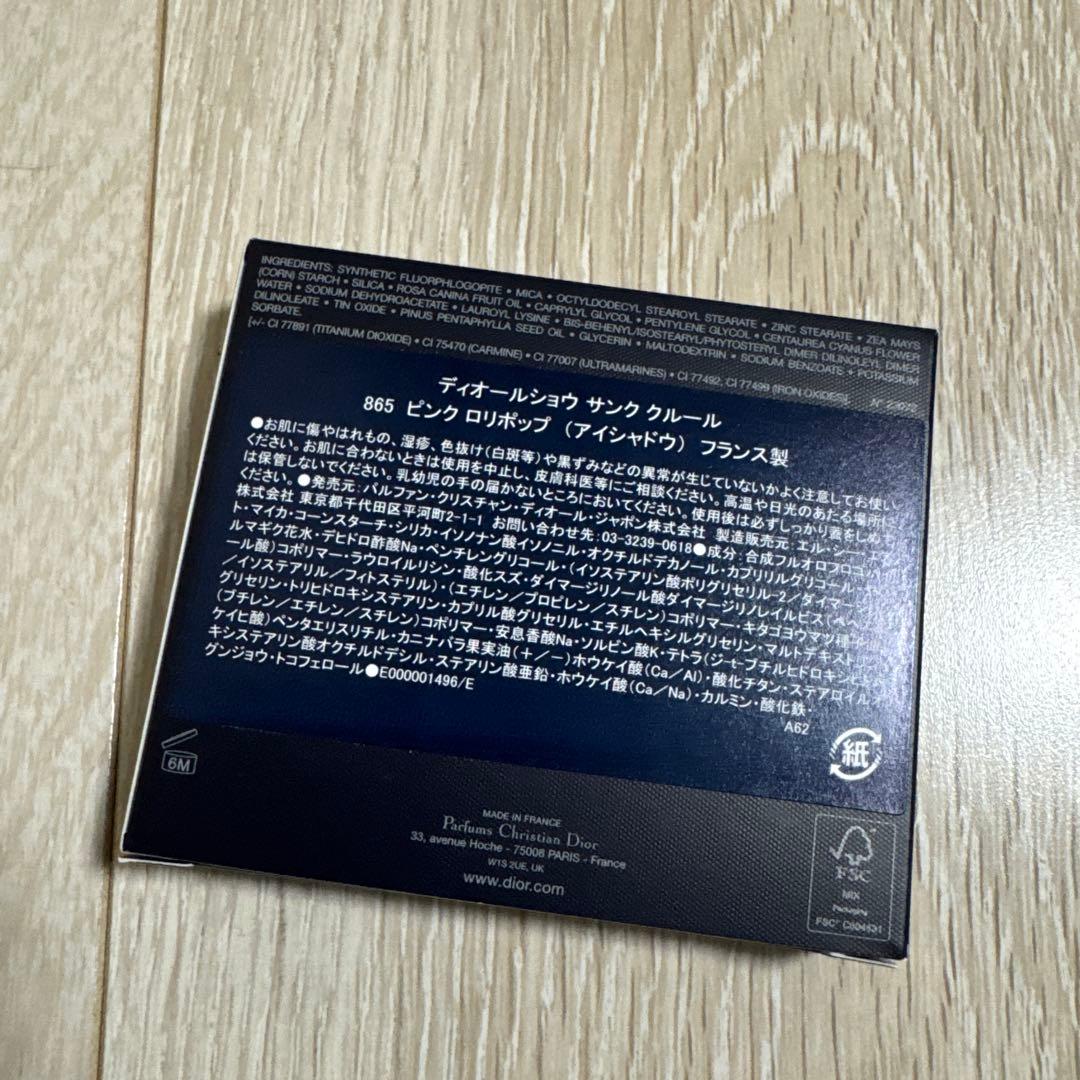 INGREDIENTS: SYNTHETIC FLUORPHLOGOPITE • MICA • OCTYLDODECYL STEAROYL STEARATE • ZINC STEARATE • ZEA MAYS
(CORN) STARCH • SILICA • ROSA CANINA FRUIT OIL • CAPRYLYL GLYCOL • PENTYLENE GLYCOL • CENTAUREA CYANUS FLOWER
WATER • SODIUM DEHYDROACETATE • LAUROYL LYSINE • BIS-BEHENYL/ISOSTEARYL/PHYTOSTERYL DIMER DILINOLEYL DIMER
DILINOLEATE • TIN OXIDE • PINUS PENTAPHYLLA SEED OIL • GLYCERIN • MALTODEXTRIN • SODIUM BENZOATE • POTASSIUM
SORBATE.
[+/- CI 77891 (TITANIUM DIOXIDE) • CI 75470 (CARMINE) • CI 77007 (ULTRAMARINES) • CI 77492, CI 77499 (IRON OXIDES)].
ディオールショウ サンク クルール
865 ピンク ロリポップ (アイシャドウ) フランス製
●お肌に傷やはれもの、湿疹、色抜け(白斑等)や黒ずみなどの異常が生じていないかよく注意してお使い
ください。お肌に合わないときは使用を中止し、皮膚科医等にご相談ください。高温や日光のあたる場所に
は保管しないでください。乳幼児の手の届かないところにおいてください。使用後は必ずしっかり蓋をしめて
ください。●発売元:パルファン・クリスチャン・ディオール・ジャポン株式会社 製造販売元 エル・
株式会社 東京都千代田区平河町2-1-1 お問い合わせ先:03-3239-0618●成分:合成フルオロフロゴパイ
ト・マイカ・コーンスターチ・シリカ・イソノナン酸イソノニル・オクチルドデカノール・カプリリルグリコール・
ルマギク花水・デヒドロ酢酸Na・ペンチレングリコール・(イソステアリン酸ポリグリセリル-2/ダイマー
ール酸)コポリマー・ラウロイルリシン・酸化スズ・ダイマージリノール酸ダイマージリノレイルビス(ベヘニル
/イソステアリル/フィトステリル)・(エチレン/プロピレン/スチレン)コポリマー・キタゴヨウマツ種子
グリセリン・トリヒドロキシステアリン・カプリル酸グリセリル・エチルヘキシルグリセリン・マルトデキストリン
(ブチレン/エチレン/スチレン)コポリマー・安息香酸Na・ソルビン酸K・テトラ(ジ-t-ブチルヒドロキシヒ
ケイヒ酸)ペンタエリスリチル・カニナバラ果実油(+/-)ホウケイ酸(Ca/Al)・酸化チタン・ステアロイルオ
キシステアリン酸オクチルドデシル・ステアリン酸亜鉛・ホウケイ酸(Ca/Na)・カルミン・酸化鉄・
グンジョウ・トコフェロール●E000001496/E
A62
紙
6M
MADE IN FRANCE
Parfums Christian Dior
33, avenue Hoche - 75008 PARIS - France
W1S 2UE, UK
www.dior.com
FSC
MIX
Packaging